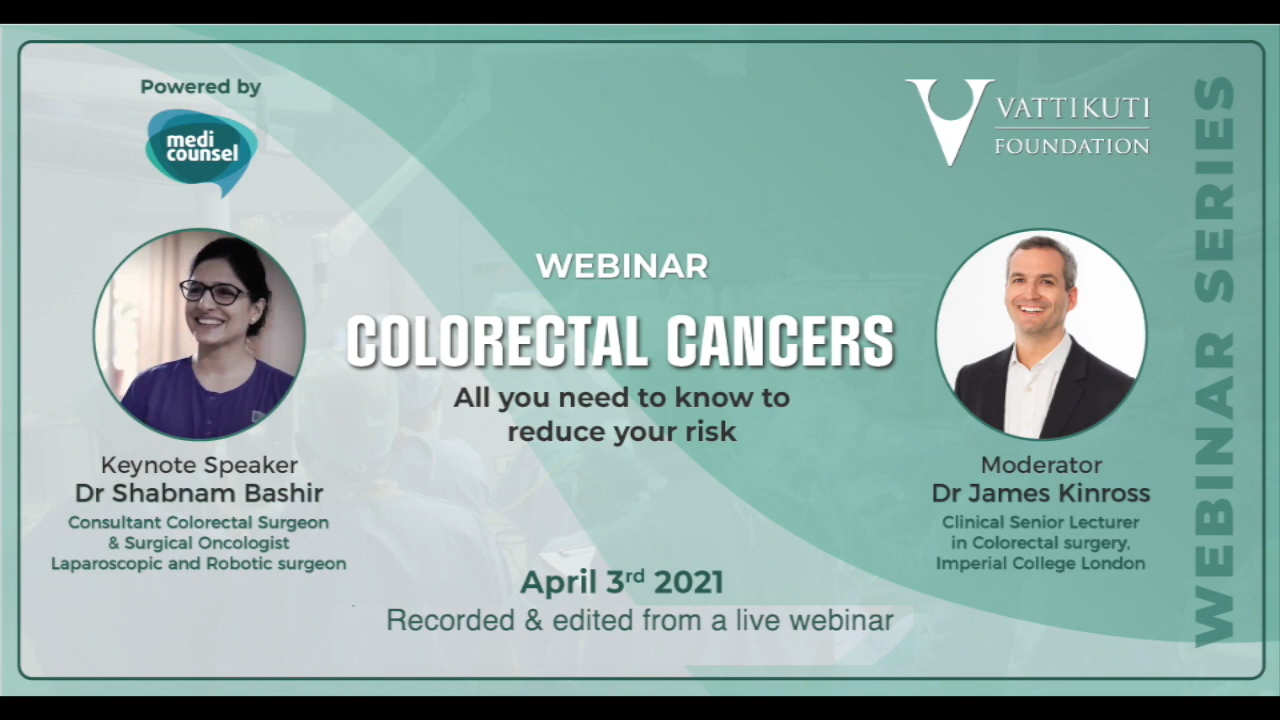 Powered by
medi
counsel
VATTIKUTI
FOUNDATION
WEBINAR SERIES
WEBINAR
COLORECTAL CANCERS
All you need to know to
reduce your risk
Keynote Speaker
Dr Shabnam Bashir
Consultant Colorectal Surgeon
& Surgical Oncologist
Laparoscopic and Robotic surgeon
Moderator
Dr James Kinross
Clinical Senior Lecturer
in Colorectal surgery,
Imperial College London
April 3rd 2021
Recorded & edited from a live webinar